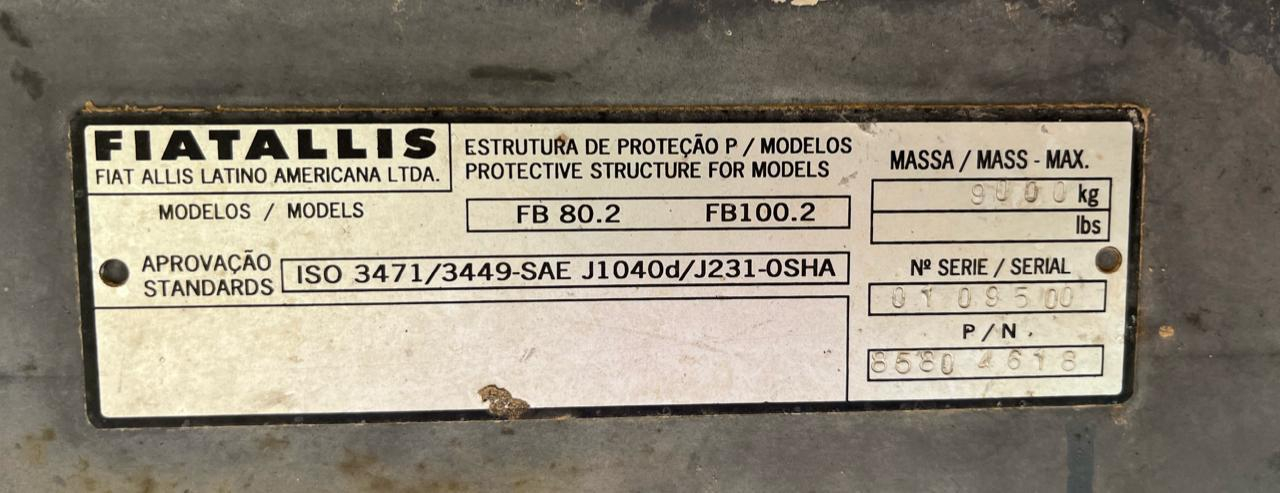 FIATALLIS
FIAT ALLIS LATINO AMERICANA LTDA.
MODELOS / MODELS
ESTRUTURA DE PROTEÇÃO P / MODELOS
PROTECTIVE STRUCTURE FOR MODELS
FB 80.2 FB100.2
APROVAÇÃO
STANDARDS
ISO 3471/3449-SAE J1040d/J231-OSHA
MASSA / MASS - MAX.
9000 kg
lbs
Nº SERIE / SERIAL
01 095 00
P/N.
8580 4618